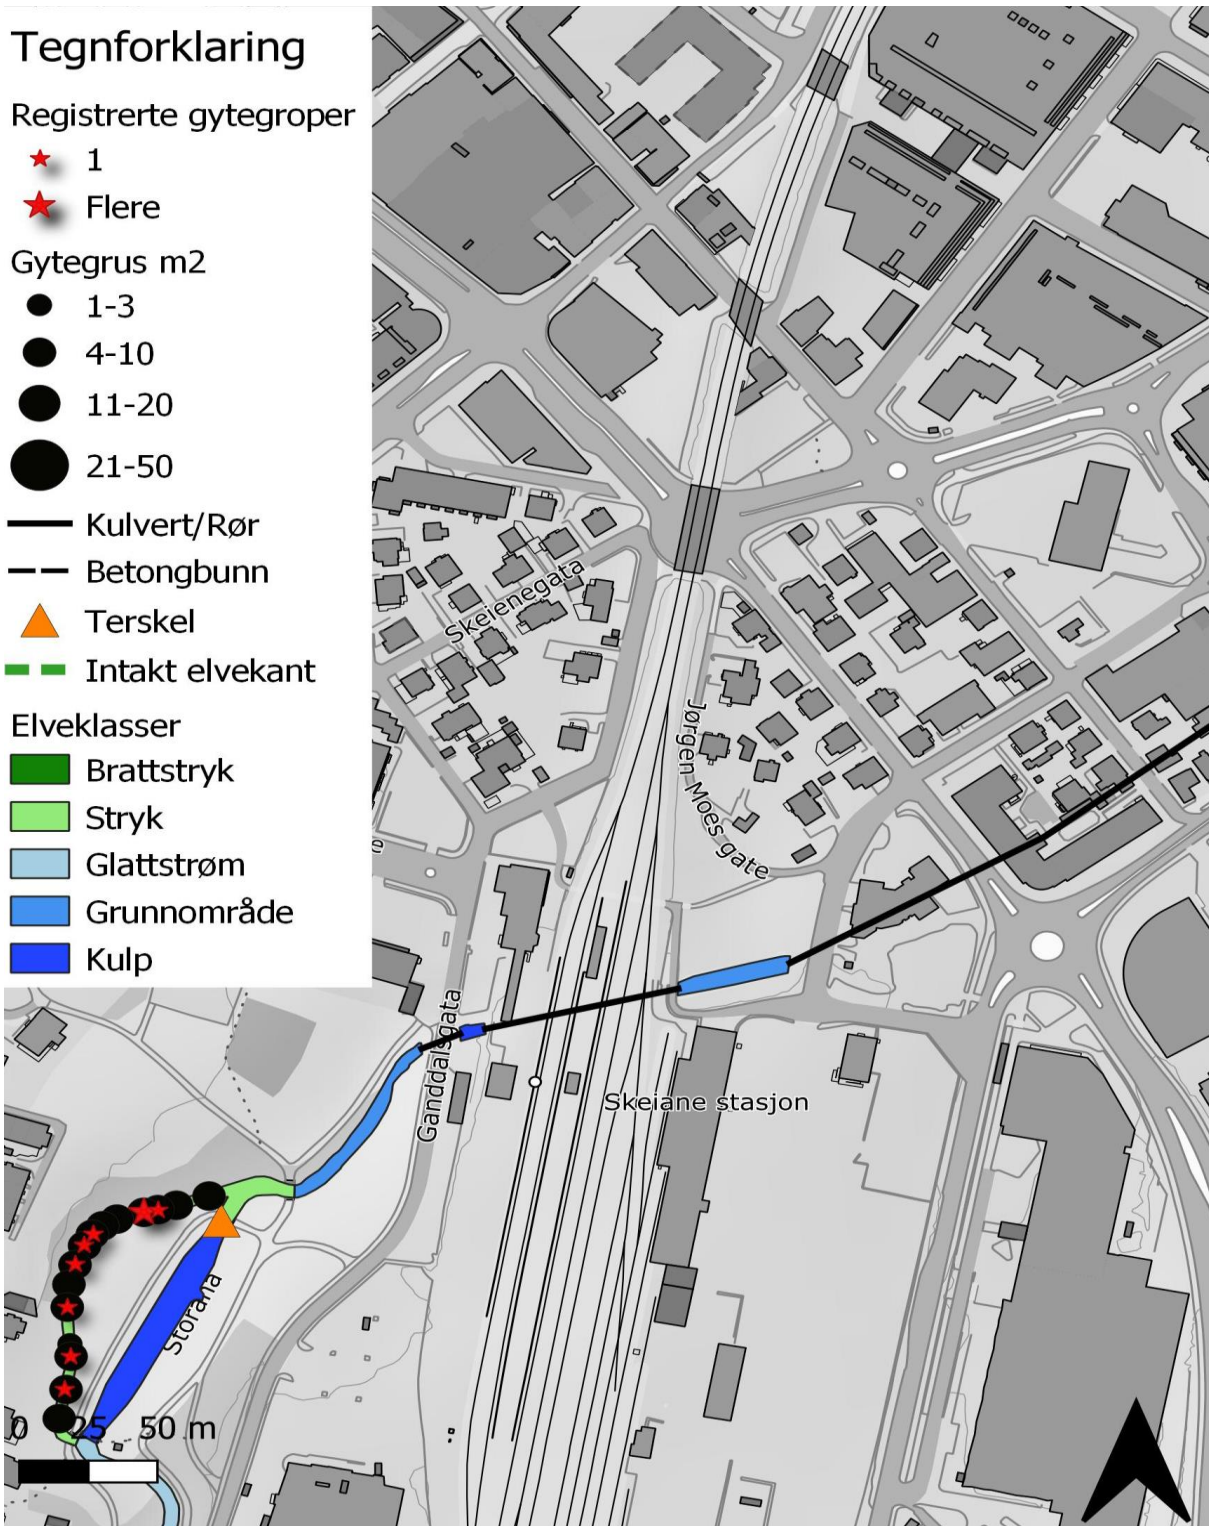 Tegnforklaring
Registrerte gytegroper
1
Flere
Gytegrus m2
1-3
4-10
11-20
21-50
Kulvert/Rør
Betongbunn
Terskel
Intakt elvekant
Elveklasser
Brattstryk
Stryk
Glattstrøm
Grunnområde
Kulp
Skeienegata
Jørgen Moes gate
e
Ganddalsgata
Skeiane stasjon
Storåna
0 25 50 m